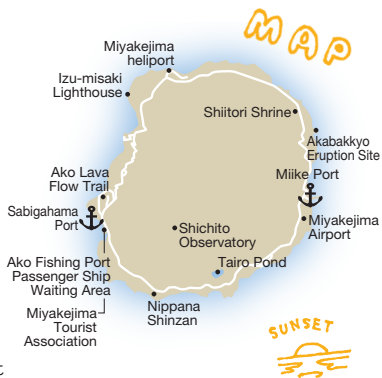 MAP
Miyakejima
heliport
Izu-misaki
Lighthouse
Shiitori Shrine
Akabakkyo
Eruption Site
Miike Port
Ako Lava
Flow Trail
Sabigahama
Port
Miyakejima
Airport
Shichito
Observatory
Ako Fishing Port
Passenger Ship
Waiting Area
Tairo Pond
Miyakejima
Tourist
Association
Nippana
Shinzan
SUNSET